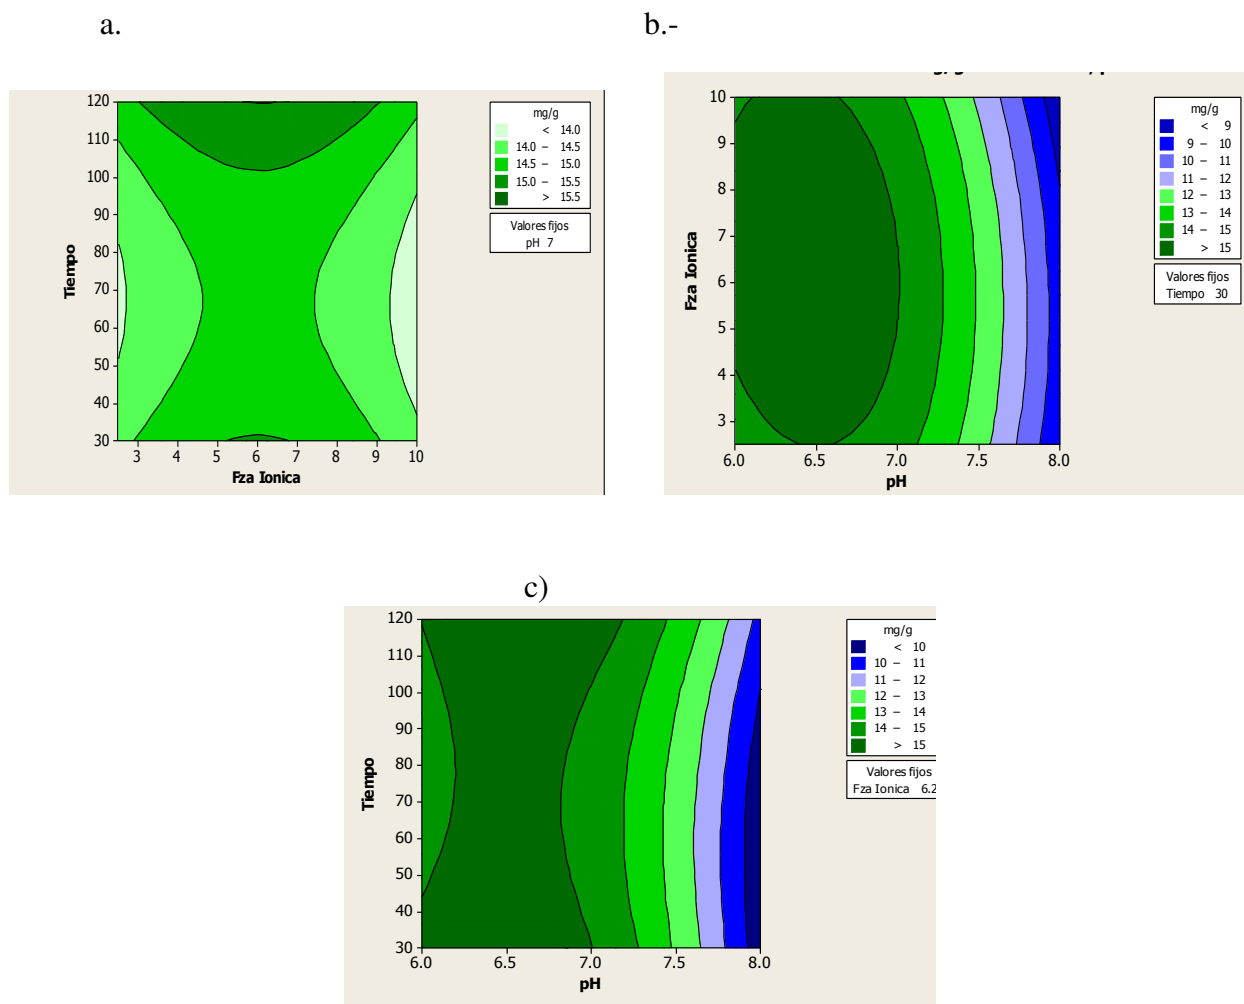 a.
b.-
120
110
100
90
80
70
60
50
40
30
Tiempo
3 4 5 6 7 8 9 10
Fza Ionica
mg/g
< 14.0
14.0 – 14.5
14.5 – 15.0
15.0 – 15.5
> 15.5
Valores fijos
pH 7
10
9
8
7
6
5
4
3
Fza Ionica
6.0 6.5 7.0 7.5 8.0
pH
mg/g
< 9
9 – 10
10 – 11
11 – 12
12 – 13
13 – 14
14 – 15
> 15
Valores fijos
Tiempo 30
c)
120
110
100
90
80
70
60
50
40
30
Tiempo
6.0 6.5 7.0 7.5 8.0
pH
mg/g
< 10
10 – 11
11 – 12
12 – 13
13 – 14
14 – 15
> 15
Valores fijos
Fza Ionica 6.2